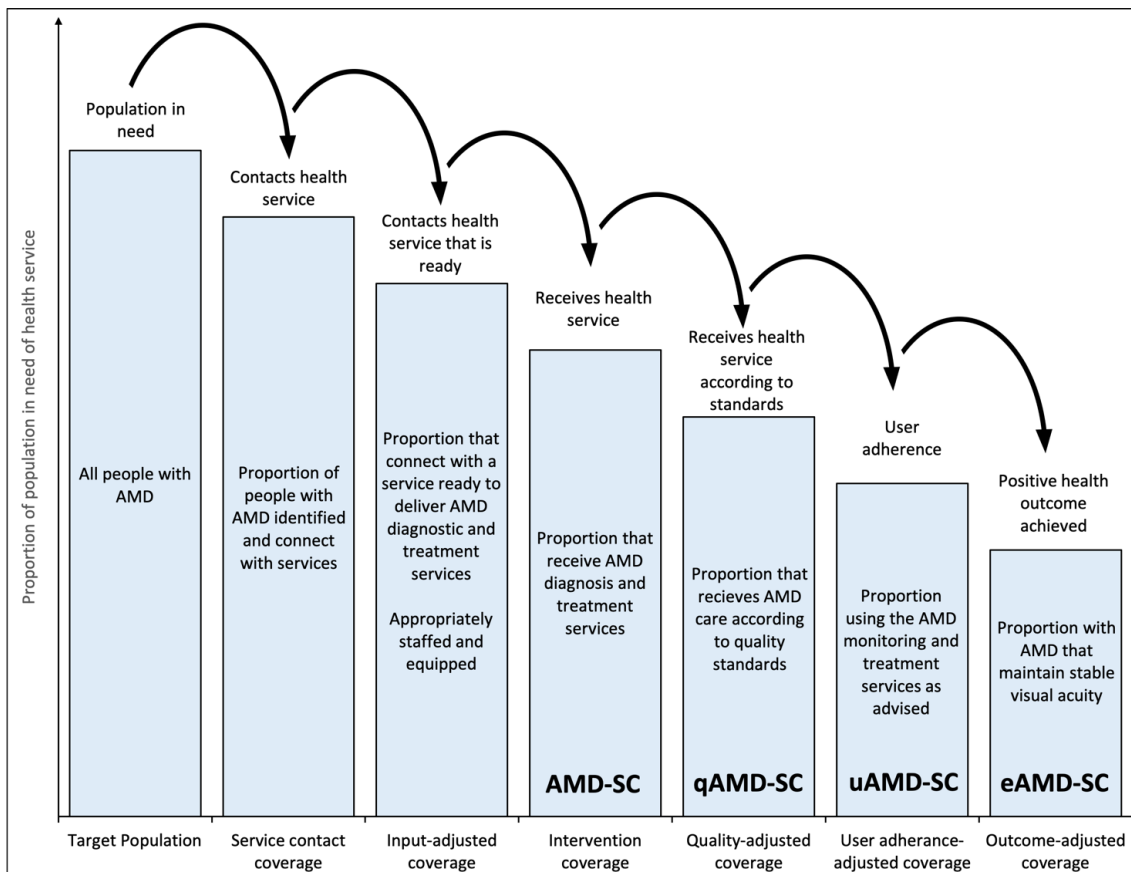 Proportion of population in need of health service
Population in
need
All people with
AMD
Target Population
Contacts health
service
Proportion of
people with
AMD identified
and connect
with services
Service contact
coverage
Contacts health
service that is
ready
Proportion that
connect with a
service ready to
deliver AMD
diagnostic and
treatment
services
Appropriately
staffed and
equipped
Input-adjusted
coverage
Receives health
service
Proportion that
receive AMD
diagnosis and
treatment
services
AMD-SC
Intervention
coverage
Receives health
service
according to
standards
Proportion that
recieves AMD
care according
to quality
standards
qAMD-SC
Quality-adjusted
coverage
User
adherence
Proportion
using the AMD
monitoring and
treatment
services as
advised
uAMD-SC
User adherance-
adjusted coverage
Positive health
outcome
achieved
Proportion with
AMD that
maintain stable
visual acuity
eAMD-SC
Outcome-adjusted
coverage